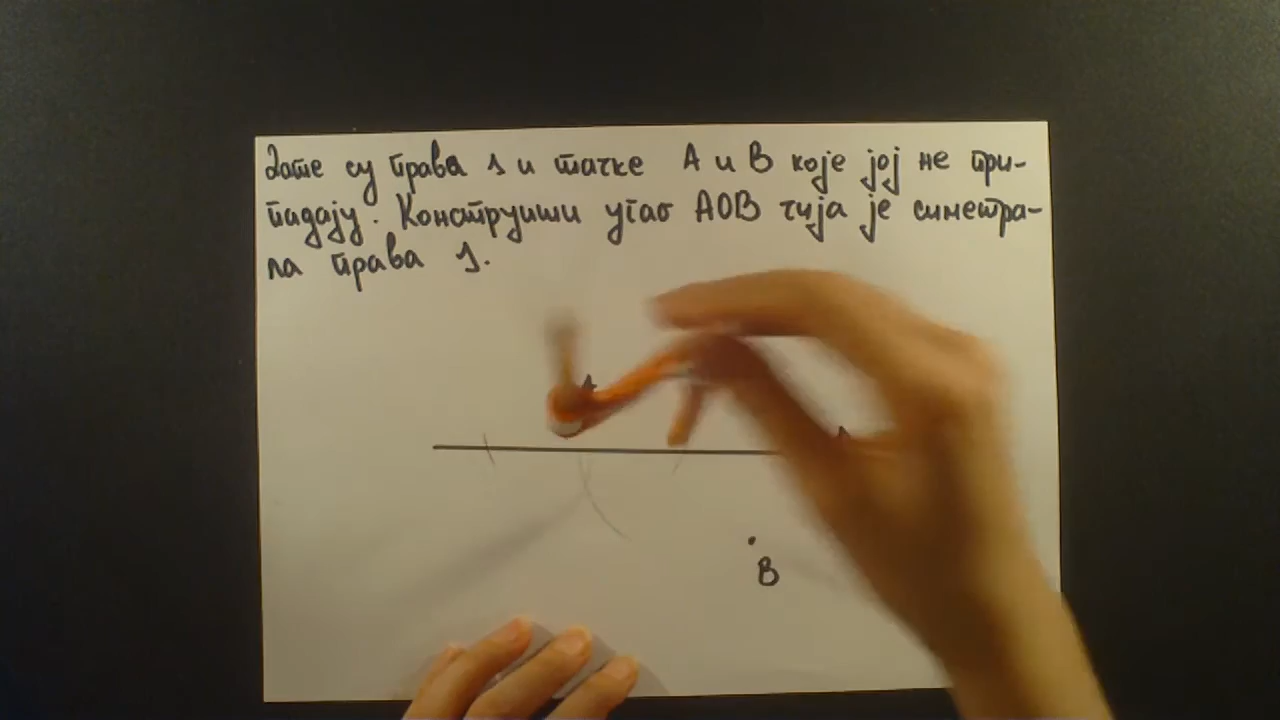 Дате су права s и тачке A и B које јој не при-
падају. Конструиши угао AOB чија је симетра-
ла права s.
A
s
B